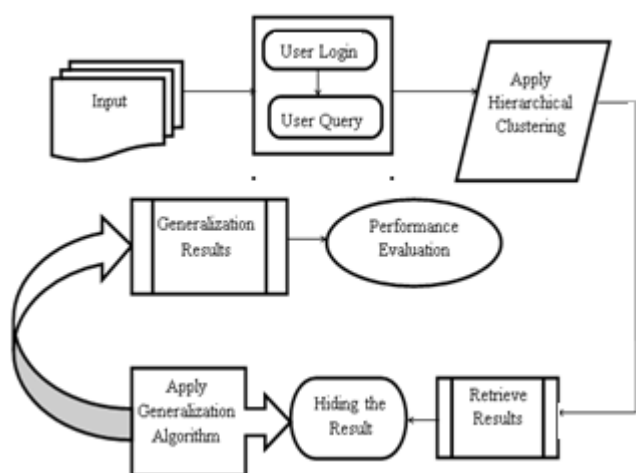 Input
User Login
User Query
Apply
Hierarchical
Clustering
Generalization
Results
Performance
Evaluation
Apply
Generalization
Algorithm
Hiding the
Result
Retrieve
Results